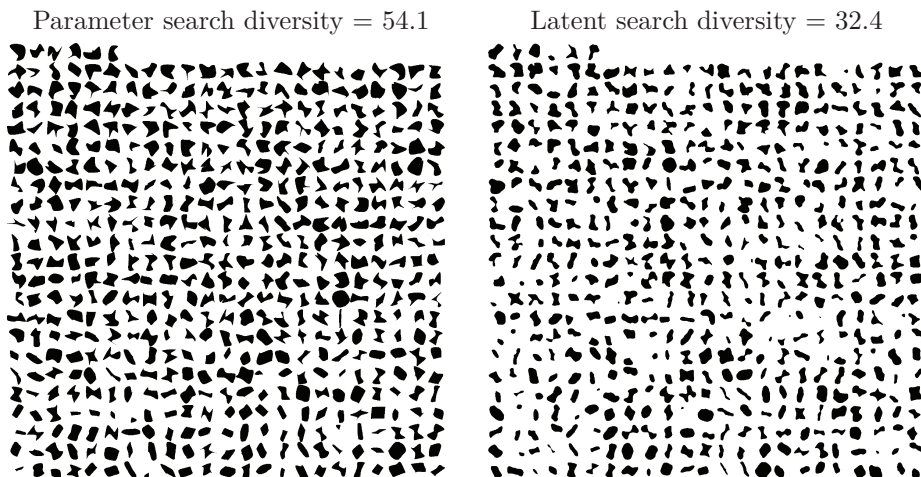 Parameter search diversity = 54.1
Latent search diversity = 32.4